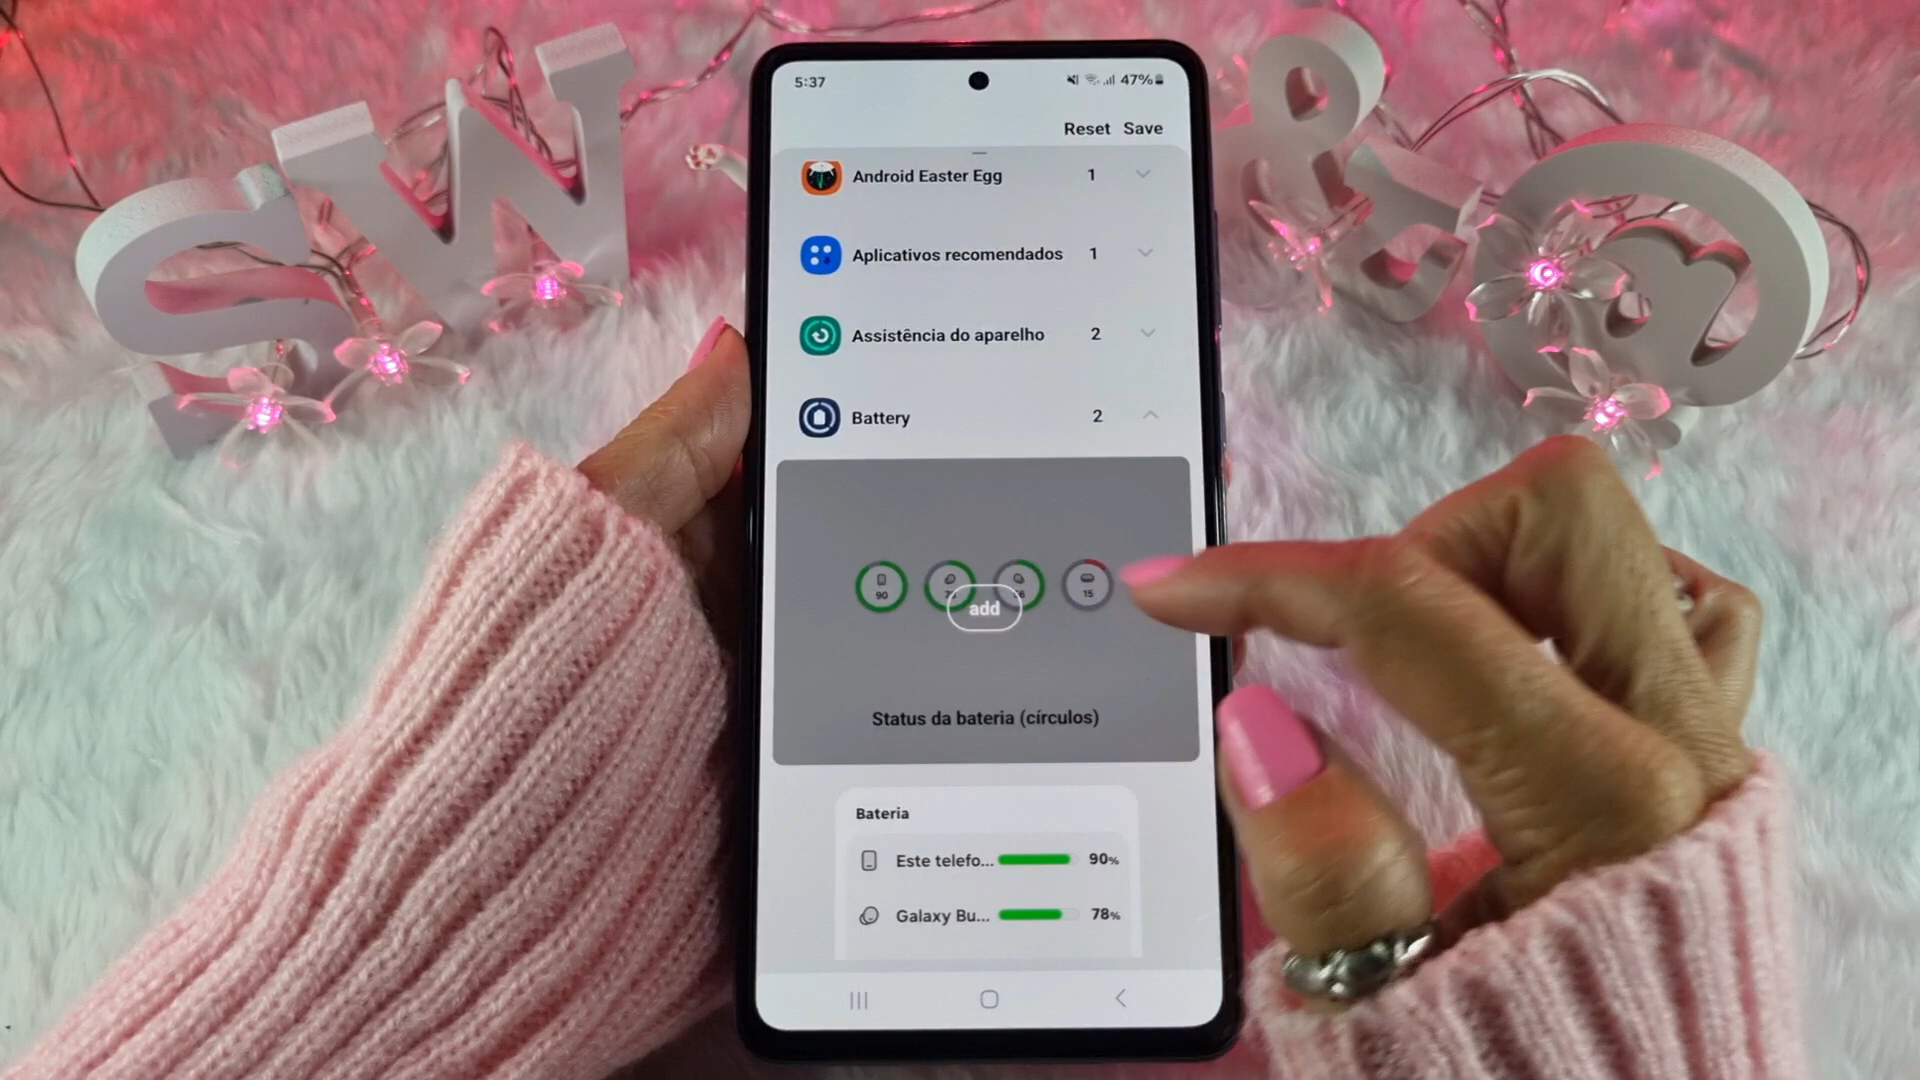 SW&
5:37
47%
Reset Save
Android Easter Egg 1
Aplicativos recomendados 1
Assistência do aparelho 2
Battery 2
90
15
add
Status da bateria (círculos)
Bateria
Este telefo... 90%
Galaxy Bu... 78%